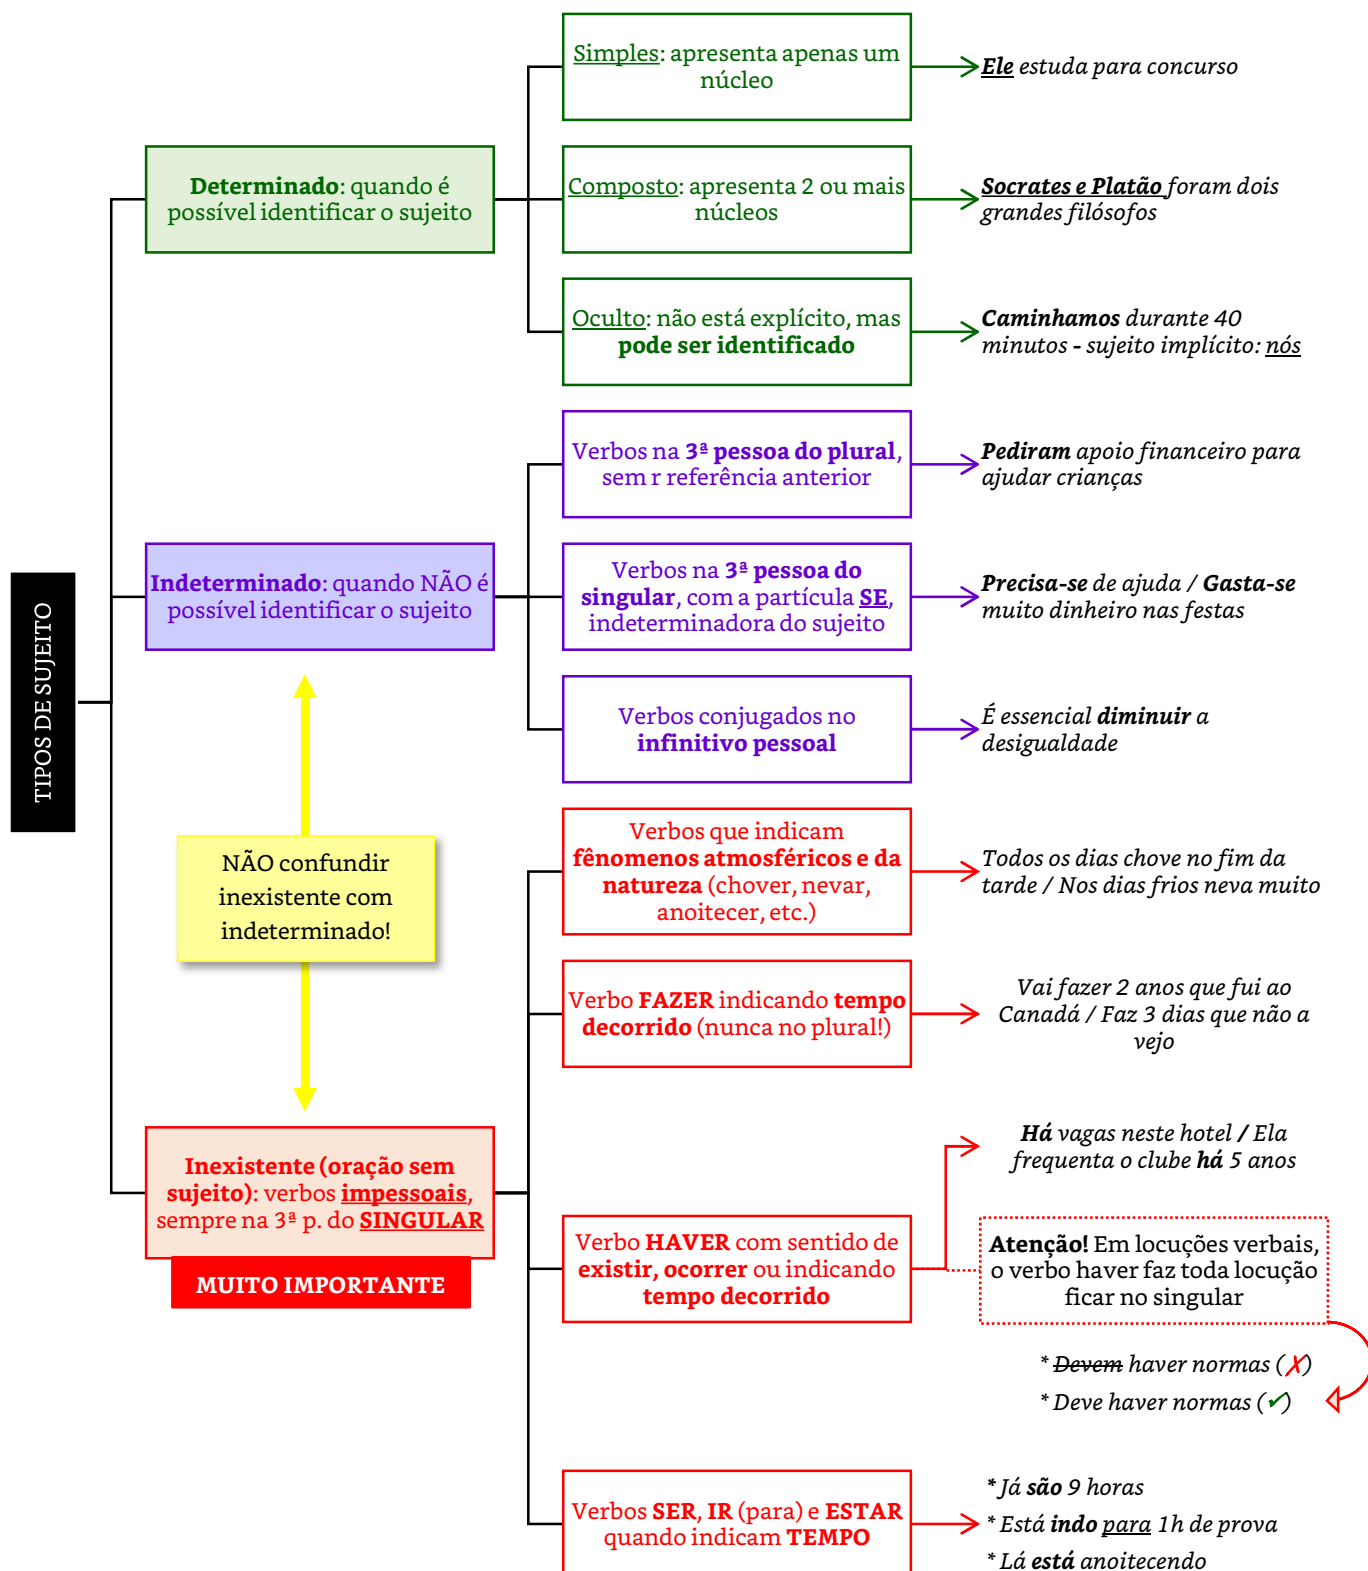 TIPOS DE SUJEITO
Determinado: quando é
possível identificar o sujeito
Simples: apresenta apenas um
núcleo
Ele estuda para concurso
Composto: apresenta 2 ou mais
núcleos
Socrates e Platão foram dois
grandes filósofos
Oculto: não está explícito, mas
pode ser identificado
Caminhamos durante 40
minutos - sujeito implícito: nós
Indeterminado: quando NÃO é
possível identificar o sujeito
Verbos na 3ª pessoa do plural,
sem r referência anterior
Pediram apoio financeiro para
ajudar crianças
Verbos na 3ª pessoa do
singular, com a partícula SE,
indeterminadora do sujeito
Precisa-se de ajuda / Gasta-se
muito dinheiro nas festas
Verbos conjugados no
infinitivo pessoal
É essencial diminuir a
desigualdade
NÃO confundir
inexistente com
indeterminado!
Inexistente (oração sem
sujeito): verbos impessoais,
sempre na 3ª p. do SINGULAR
MUITO IMPORTANTE
Verbos que indicam
fênomenos atmosféricos e da
natureza (chover, nevar,
anoitecer, etc.)
Todos os dias chove no fim da
tarde / Nos dias frios neva muito
Verbo FAZER indicando tempo
decorrido (nunca no plural!)
Vai fazer 2 anos que fui ao
Canadá / Faz 3 dias que não a
vejo
Verbo HAVER com sentido de
existir, ocorrer ou indicando
tempo decorrido
Há vagas neste hotel / Ela
frequenta o clube há 5 anos
Atenção! Em locuções verbais,
o verbo haver faz toda locução
ficar no singular
* Devem haver normas (✗)
* Deve haver normas (✓)
Verbos SER, IR (para) e ESTAR
quando indicam TEMPO
* Já são 9 horas
* Está indo para 1h de prova
* Lá está anoitecendo